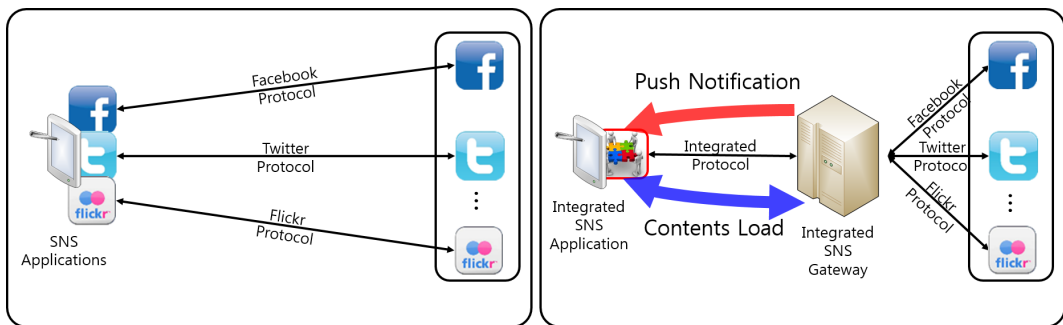 Facebook
Protocol
Twitter
Protocol
Flickr
Protocol
flickr
SNS
Applications
f
t
f
t
⋮
flickr
Push Notification
Integrated
Protocol
Contents Load
Integrated
SNS
Application
Integrated
SNS
Gateway
Facebook
Protocol
Twitter
Protocol
Flickr
Protocol
f
t
⋮
flickr